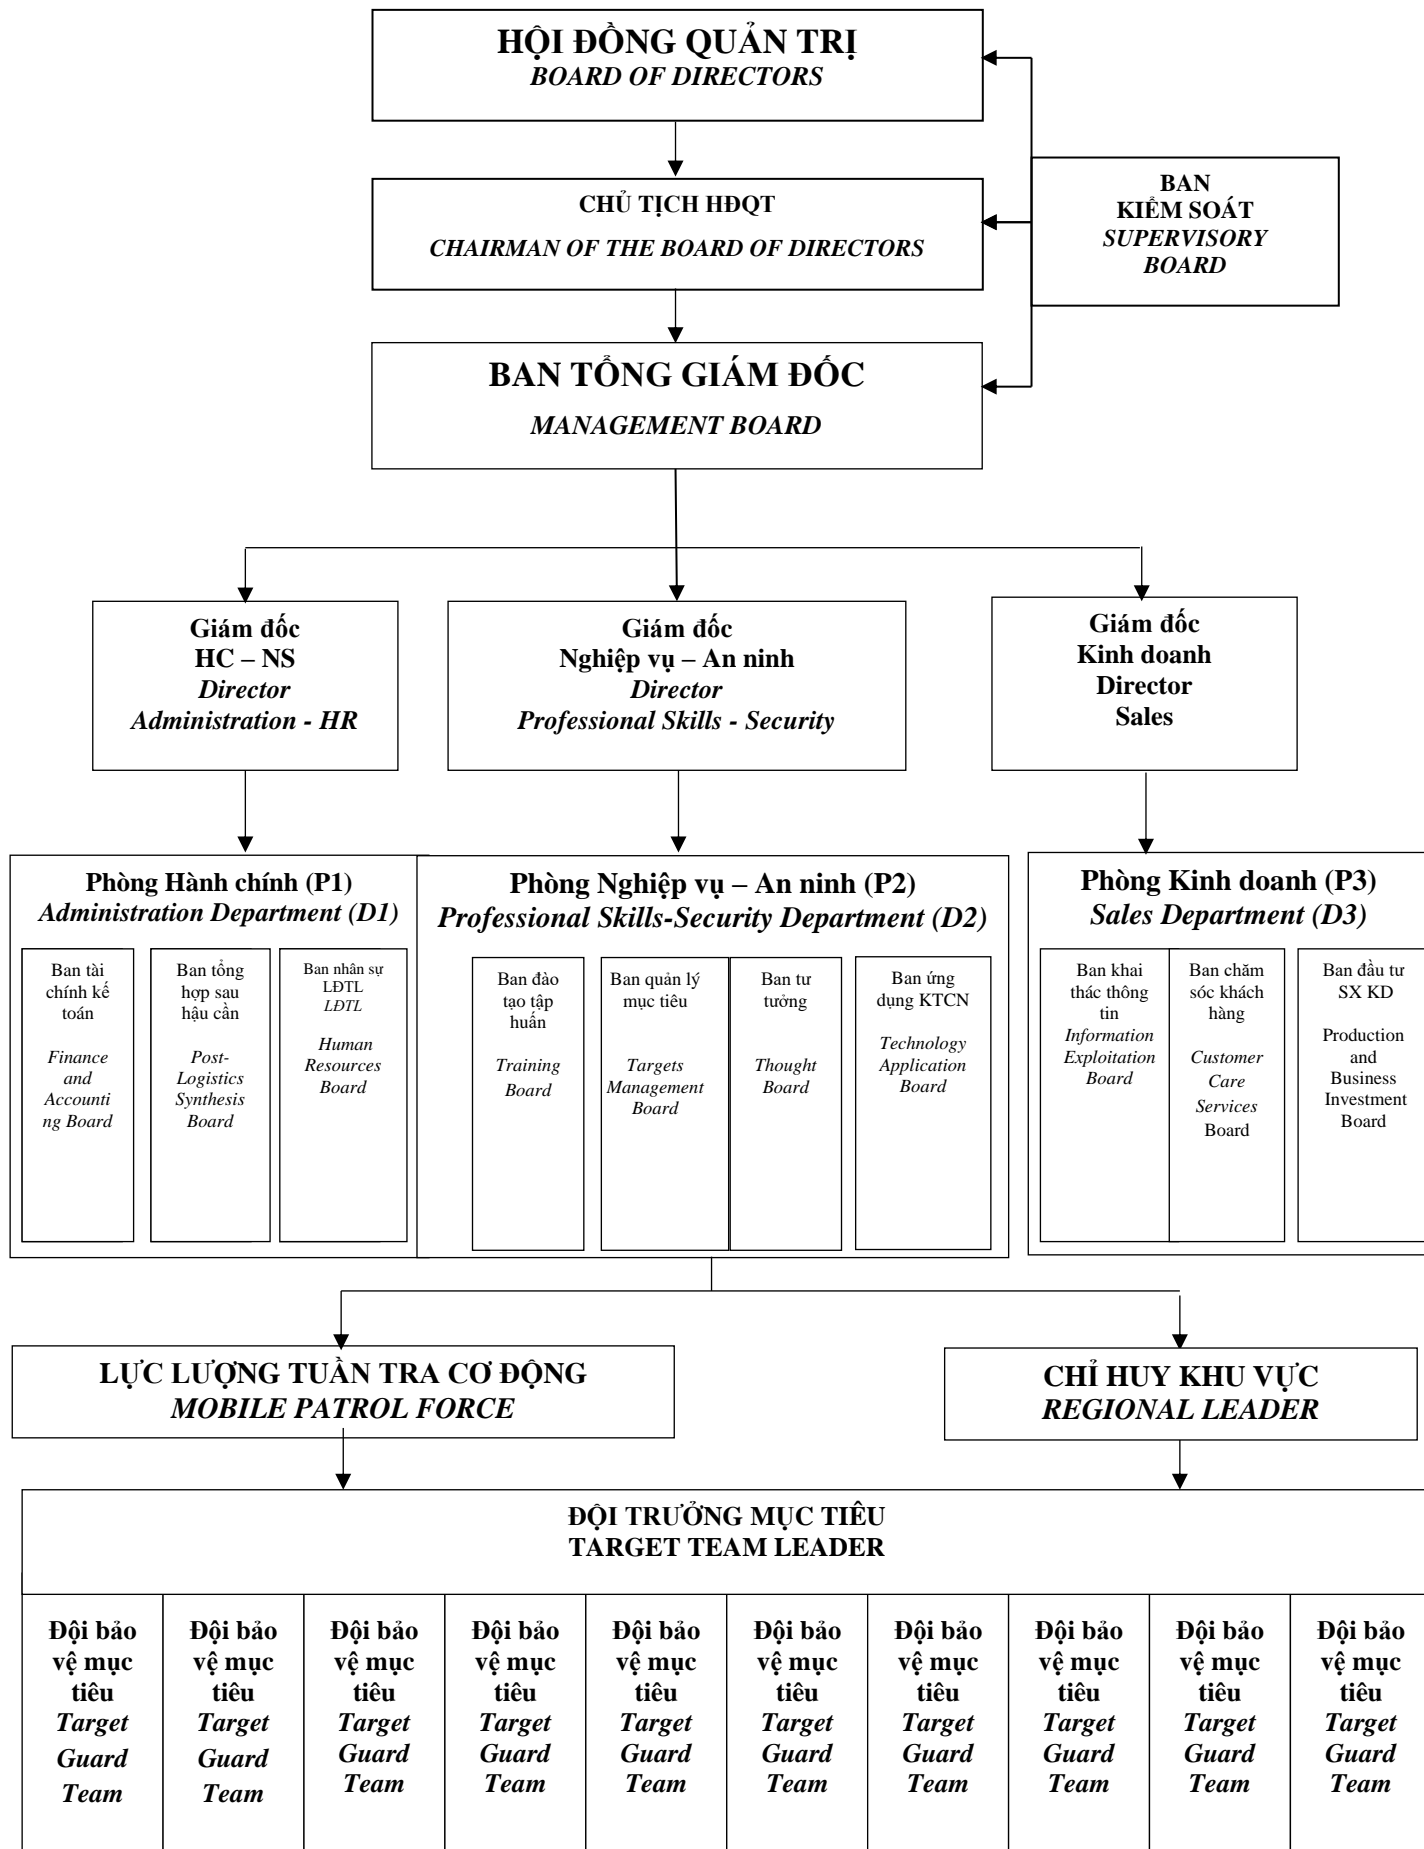 HỘI ĐỒNG QUẢN TRỊ
BOARD OF DIRECTORS
CHỦ TỊCH HĐQT
CHAIRMAN OF THE BOARD OF DIRECTORS
BAN
KIỂM SOÁT
SUPERVISORY
BOARD
BAN TỔNG GIÁM ĐỐC
MANAGEMENT BOARD
Giám đốc
HC – NS
Director
Administration - HR
Giám đốc
Nghiệp vụ – An ninh
Director
Professional Skills - Security
Giám đốc
Kinh doanh
Director
Sales
Phòng Hành chính (P1)
Administration Department (D1)
Ban tài
chính kế
toán
Finance
and
Accounti
ng Board
Ban tổng
hợp sau
hậu cần
Post-
Logistics
Synthesis
Board
Ban nhân sự
LĐTL
LĐTL
Human
Resources
Board
Phòng Nghiệp vụ – An ninh (P2)
Professional Skills-Security Department (D2)
Ban đào
tạo tập
huấn
Training
Board
Ban quản lý
mục tiêu
Targets
Management
Board
Ban tư
tưởng
Thought
Board
Ban ứng
dụng KTCN
Technology
Application
Board
Phòng Kinh doanh (P3)
Sales Department (D3)
Ban khai
thác thông
tin
Information
Exploitation
Board
Ban chăm
sóc khách
hàng
Customer
Care
Services
Board
Ban đầu tư
SX KD
Production
and
Business
Investment
Board
LỰC LƯỢNG TUẦN TRA CƠ ĐỘNG
MOBILE PATROL FORCE
CHỈ HUY KHU VỰC
REGIONAL LEADER
ĐỘI TRƯỞNG MỤC TIÊU
TARGET TEAM LEADER
Đội bảo
vệ mục
tiêu
Target
Guard
Team
Đội bảo
vệ mục
tiêu
Target
Guard
Team
Đội bảo
vệ mục
tiêu
Target
Guard
Team
Đội bảo
vệ mục
tiêu
Target
Guard
Team
Đội bảo
vệ mục
tiêu
Target
Guard
Team
Đội bảo
vệ mục
tiêu
Target
Guard
Team
Đội bảo
vệ mục
tiêu
Target
Guard
Team
Đội bảo
vệ mục
tiêu
Target
Guard
Team
Đội bảo
vệ mục
tiêu
Target
Guard
Team
Đội bảo
vệ mục
tiêu
Target
Guard
Team